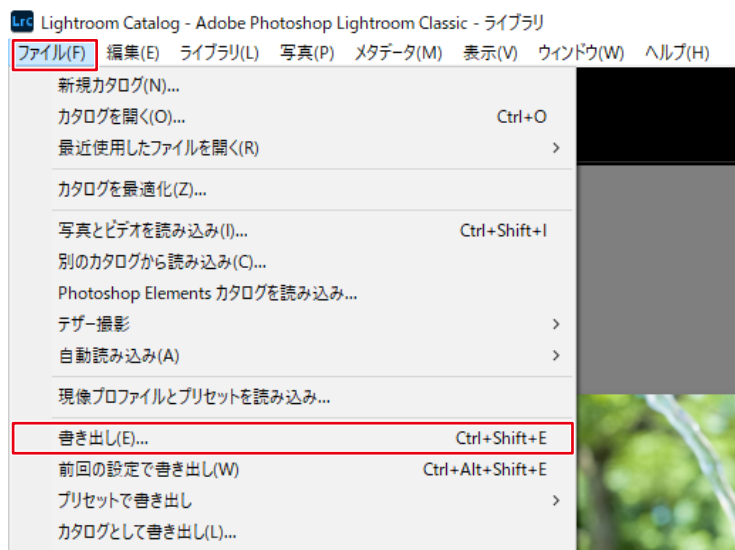 Lrc Lightroom Catalog - Adobe Photoshop Lightroom Classic - ライブラリ
ファイル(F) 編集(E) ライブラリ(L) 写真(P) メタデータ(M) 表示(V) ウィンドウ(W) ヘルプ(H)
新規カタログ(N)...
カタログを開く(O)... Ctrl+O
最近使用したファイルを開く(R)
カタログを最適化(Z)...
写真とビデオを読み込み(I)... Ctrl+Shift+I
別のカタログから読み込み(C)...
Photoshop Elements カタログを読み込み...
テザー撮影
自動読み込み(A)
現像プロファイルとプリセットを読み込み...
書き出し(E)... Ctrl+Shift+E
前回の設定で書き出し(W) Ctrl+Alt+Shift+E
プリセットで書き出し
カタログとして書き出し(L)...